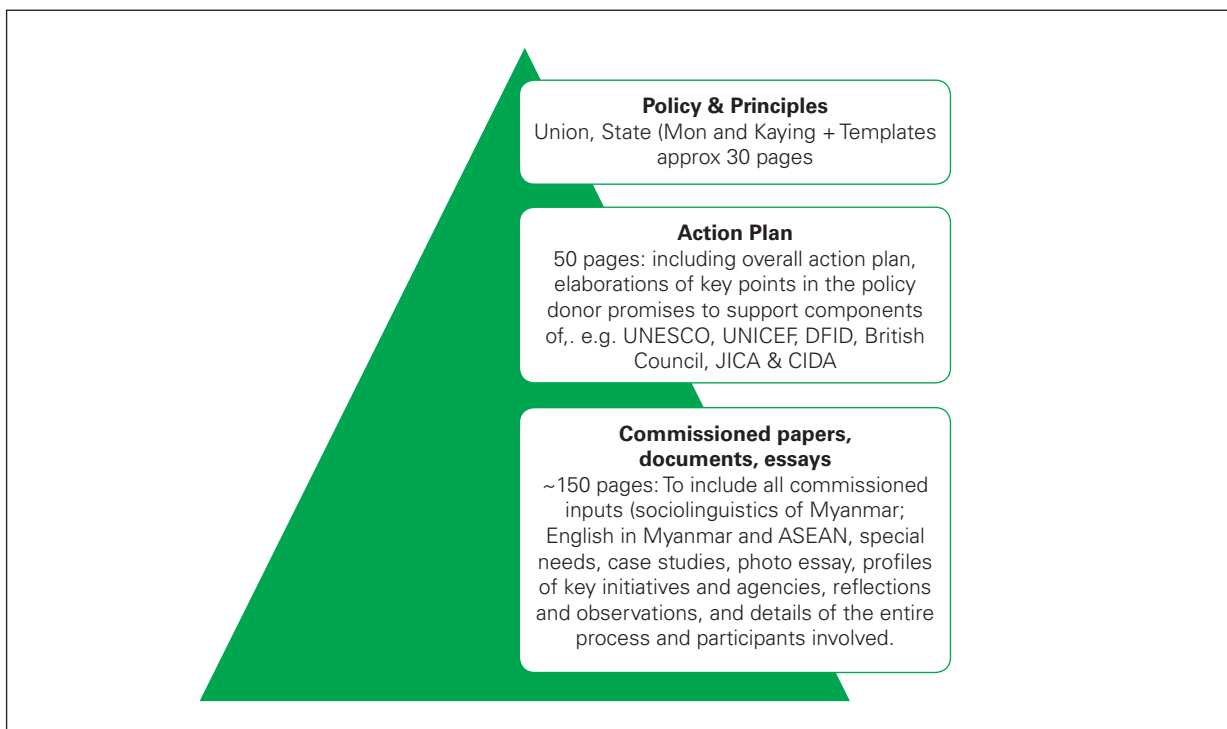 Policy & Principles
Union, State (Mon and Kaying + Templates
approx 30 pages
Action Plan
50 pages: including overall action plan,
elaborations of key points in the policy
donor promises to support components
of,. e.g. UNESCO, UNICEF, DFID, British
Council, JICA & CIDA
Commissioned papers,
documents, essays
~150 pages: To include all commissioned
inputs (sociolinguistics of Myanmar;
English in Myanmar and ASEAN, special
needs, case studies, photo essay, profiles
of key initiatives and agencies, reflections
and observations, and details of the entire
process and participants involved.